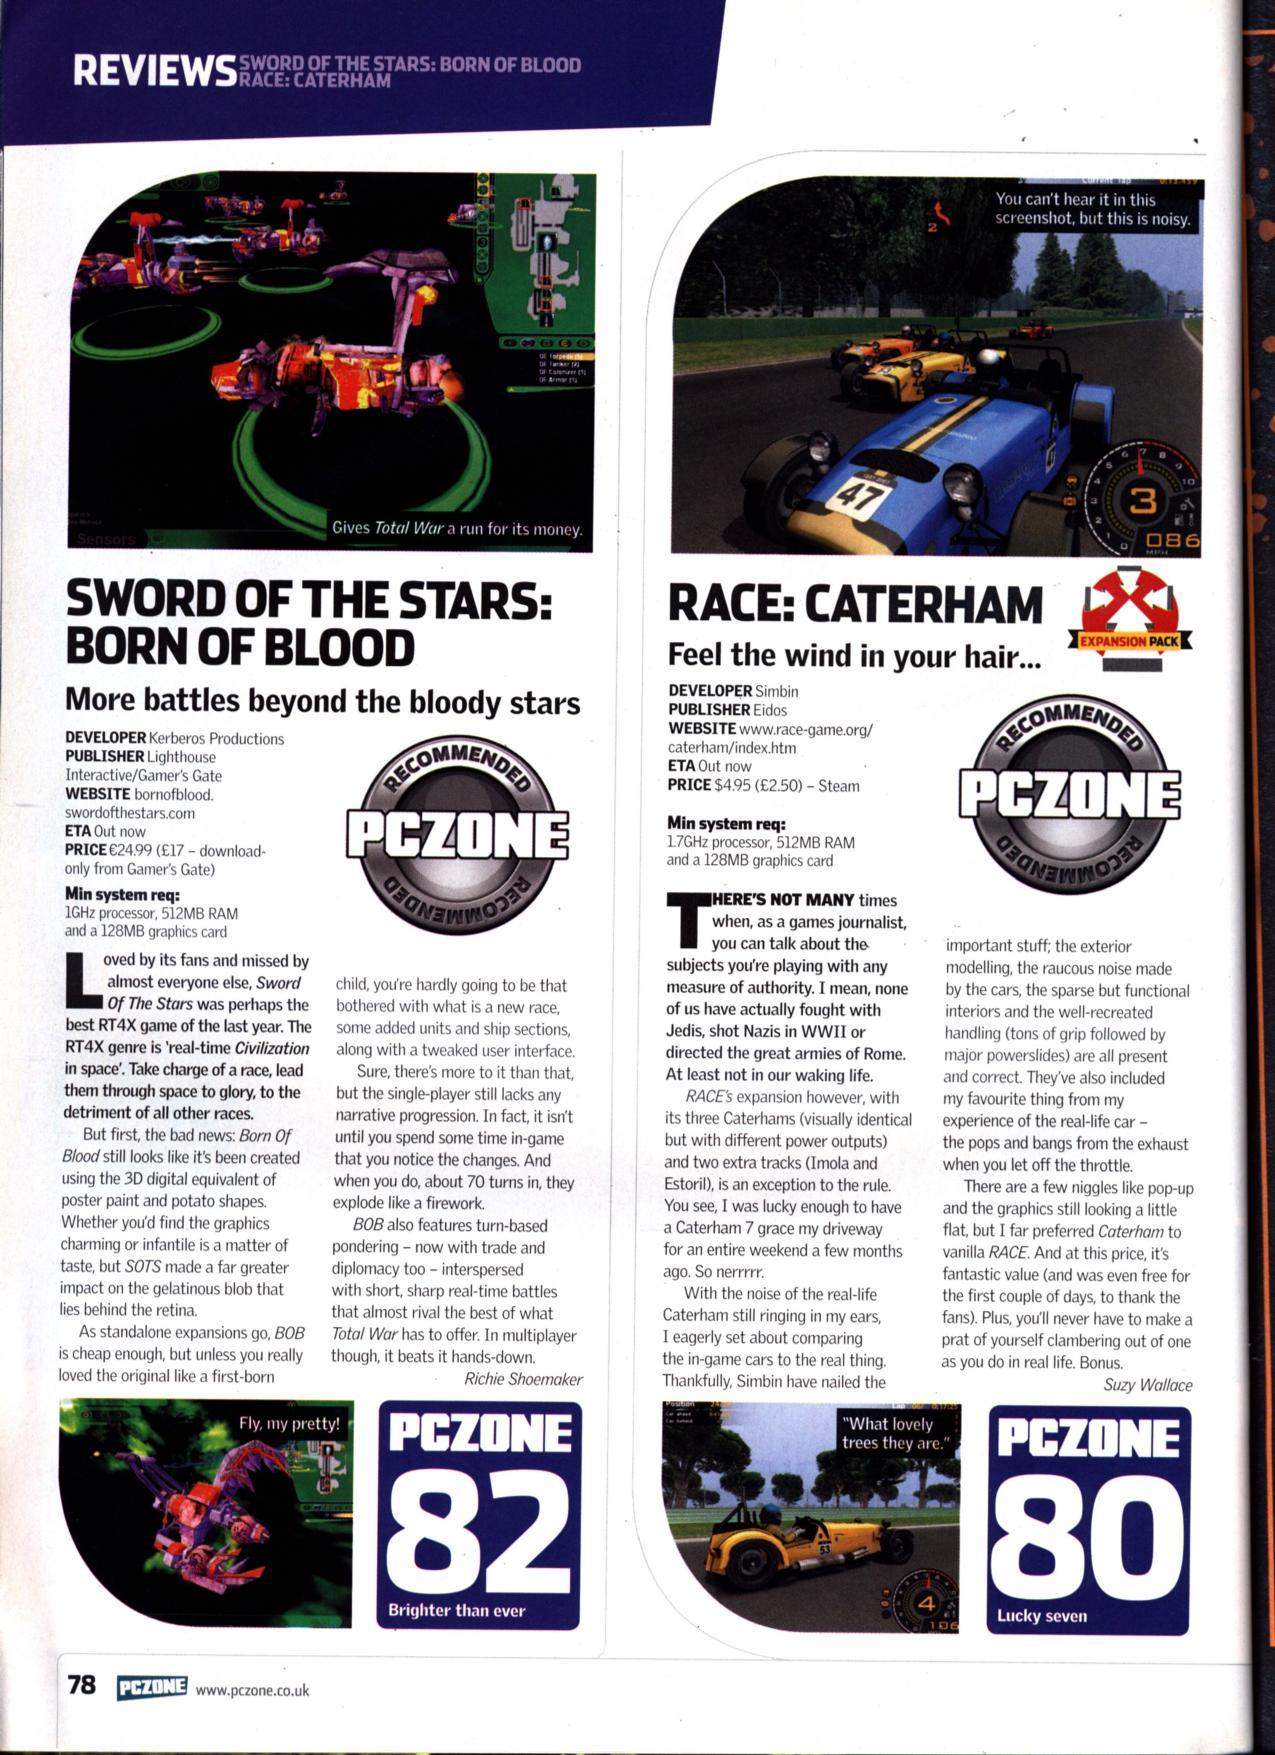 REVIEWS SWORD OF THE STARS: BORN OF BLOOD
RACE: CATERHAM
Sensors
QE Torpedo
QE Tanker (2)
QE Colonizer (1)
QE Armor (1)
Gives Total War a run for its money.
SWORD OF THE STARS:
BORN OF BLOOD
More battles beyond the bloody stars
DEVELOPER Kerberos Productions
PUBLISHER Lighthouse
Interactive/Gamer's Gate
WEBSITE bornofblood.
swordofthestars.com
ETA Out now
PRICE €24.99 (£17 – download-
only from Gamer's Gate)
Min system req:
1GHz processor, 512MB RAM
and a 128MB graphics card
RECOMMENDED
PCZONE
RECOMMENDED
Loved by its fans and missed by
almost everyone else, Sword
Of The Stars was perhaps the
best RT4X game of the last year. The
RT4X genre is 'real-time Civilization
in space'. Take charge of a race, lead
them through space to glory, to the
detriment of all other races.
But first, the bad news: Born Of
Blood still looks like it's been created
using the 3D digital equivalent of
poster paint and potato shapes.
Whether you'd find the graphics
charming or infantile is a matter of
taste, but SOTS made a far greater
impact on the gelatinous blob that
lies behind the retina.
As standalone expansions go, BOB
is cheap enough, but unless you really
loved the original like a first-born
child, you're hardly going to be that
bothered with what is a new race,
some added units and ship sections,
along with a tweaked user interface.
Sure, there's more to it than that,
but the single-player still lacks any
narrative progression. In fact, it isn't
until you spend some time in-game
that you notice the changes. And
when you do, about 70 turns in, they
explode like a firework.
BOB also features turn-based
pondering – now with trade and
diplomacy too – interspersed
with short, sharp real-time battles
that almost rival the best of what
Total War has to offer. In multiplayer
though, it beats it hands-down.
Richie Shoemaker
Fly, my pretty!
PCZONE
82
Brighter than ever
Current lap
2
You can't hear it in this
screenshot, but this is noisy.
47
3
086
MPH
RACE: CATERHAM
EXPANSION PACK
Feel the wind in your hair...
DEVELOPER Simbin
PUBLISHER Eidos
WEBSITE www.race-game.org/
caterham/index.htm
ETA Out now
PRICE $4.95 (£2.50) – Steam
Min system req:
1.7GHz processor, 512MB RAM
and a 128MB graphics card
RECOMMENDED
PCZONE
RECOMMENDED
THERE'S NOT MANY times
when, as a games journalist,
you can talk about the
subjects you're playing with any
measure of authority. I mean, none
of us have actually fought with
Jedis, shot Nazis in WWII or
directed the great armies of Rome.
At least not in our waking life.
RACE's expansion however, with
its three Caterhams (visually identical
but with different power outputs)
and two extra tracks (Imola and
Estoril), is an exception to the rule.
You see, I was lucky enough to have
a Caterham 7 grace my driveway
for an entire weekend a few months
ago. So nerrrrr.
With the noise of the real-life
Caterham still ringing in my ears,
I eagerly set about comparing
the in-game cars to the real thing.
Thankfully, Simbin have nailed the
important stuff; the exterior
modelling, the raucous noise made
by the cars, the sparse but functional
interiors and the well-recreated
handling (tons of grip followed by
major powerslides) are all present
and correct. They've also included
my favourite thing from my
experience of the real-life car –
the pops and bangs from the exhaust
when you let off the throttle.
There are a few niggles like pop-up
and the graphics still looking a little
flat, but I far preferred Caterham to
vanilla RACE. And at this price, it's
fantastic value (and was even free for
the first couple of days, to thank the
fans). Plus, you'll never have to make a
prat of yourself clambering out of one
as you do in real life. Bonus.
Suzy Wallace
Position
Car ahead
Car behind
Lap
"What lovely
trees they are."
53
4
106
PCZONE
80
Lucky seven
78 PCZONE www.pczone.co.uk